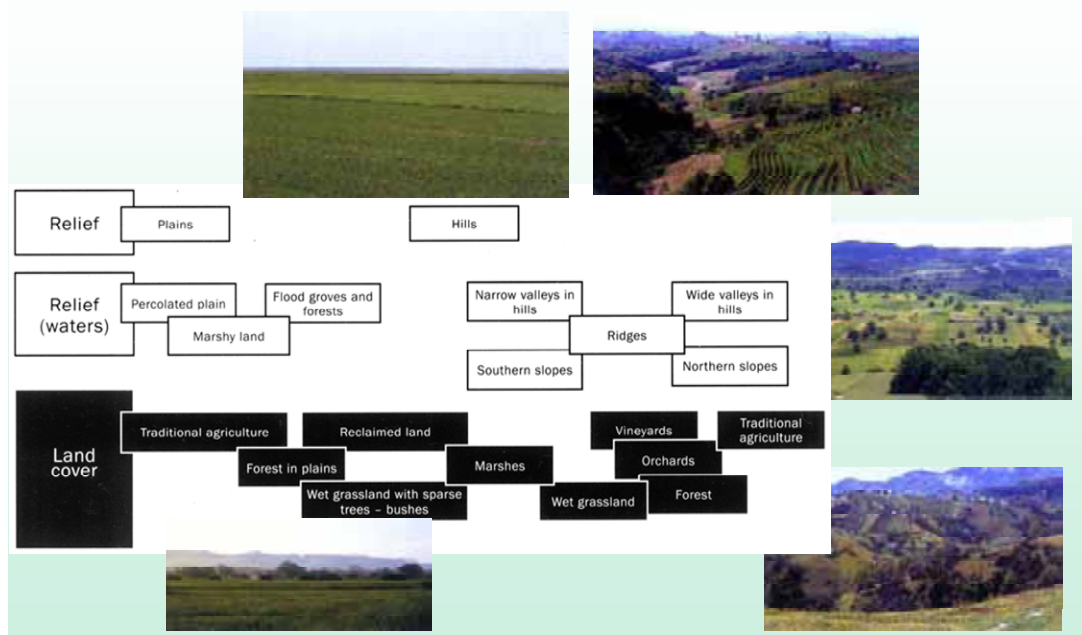 Relief
Plains
Hills
Relief
(waters)
Percolated plain
Flood groves and
forests
Marshy land
Narrow valleys in
hills
Wide valleys in
hills
Ridges
Southern slopes
Northern slopes
Land
cover
Traditional agriculture
Reclaimed land
Vineyards
Traditional
agriculture
Forest in plains
Marshes
Orchards
Wet grassland with sparse
trees – bushes
Wet grassland
Forest